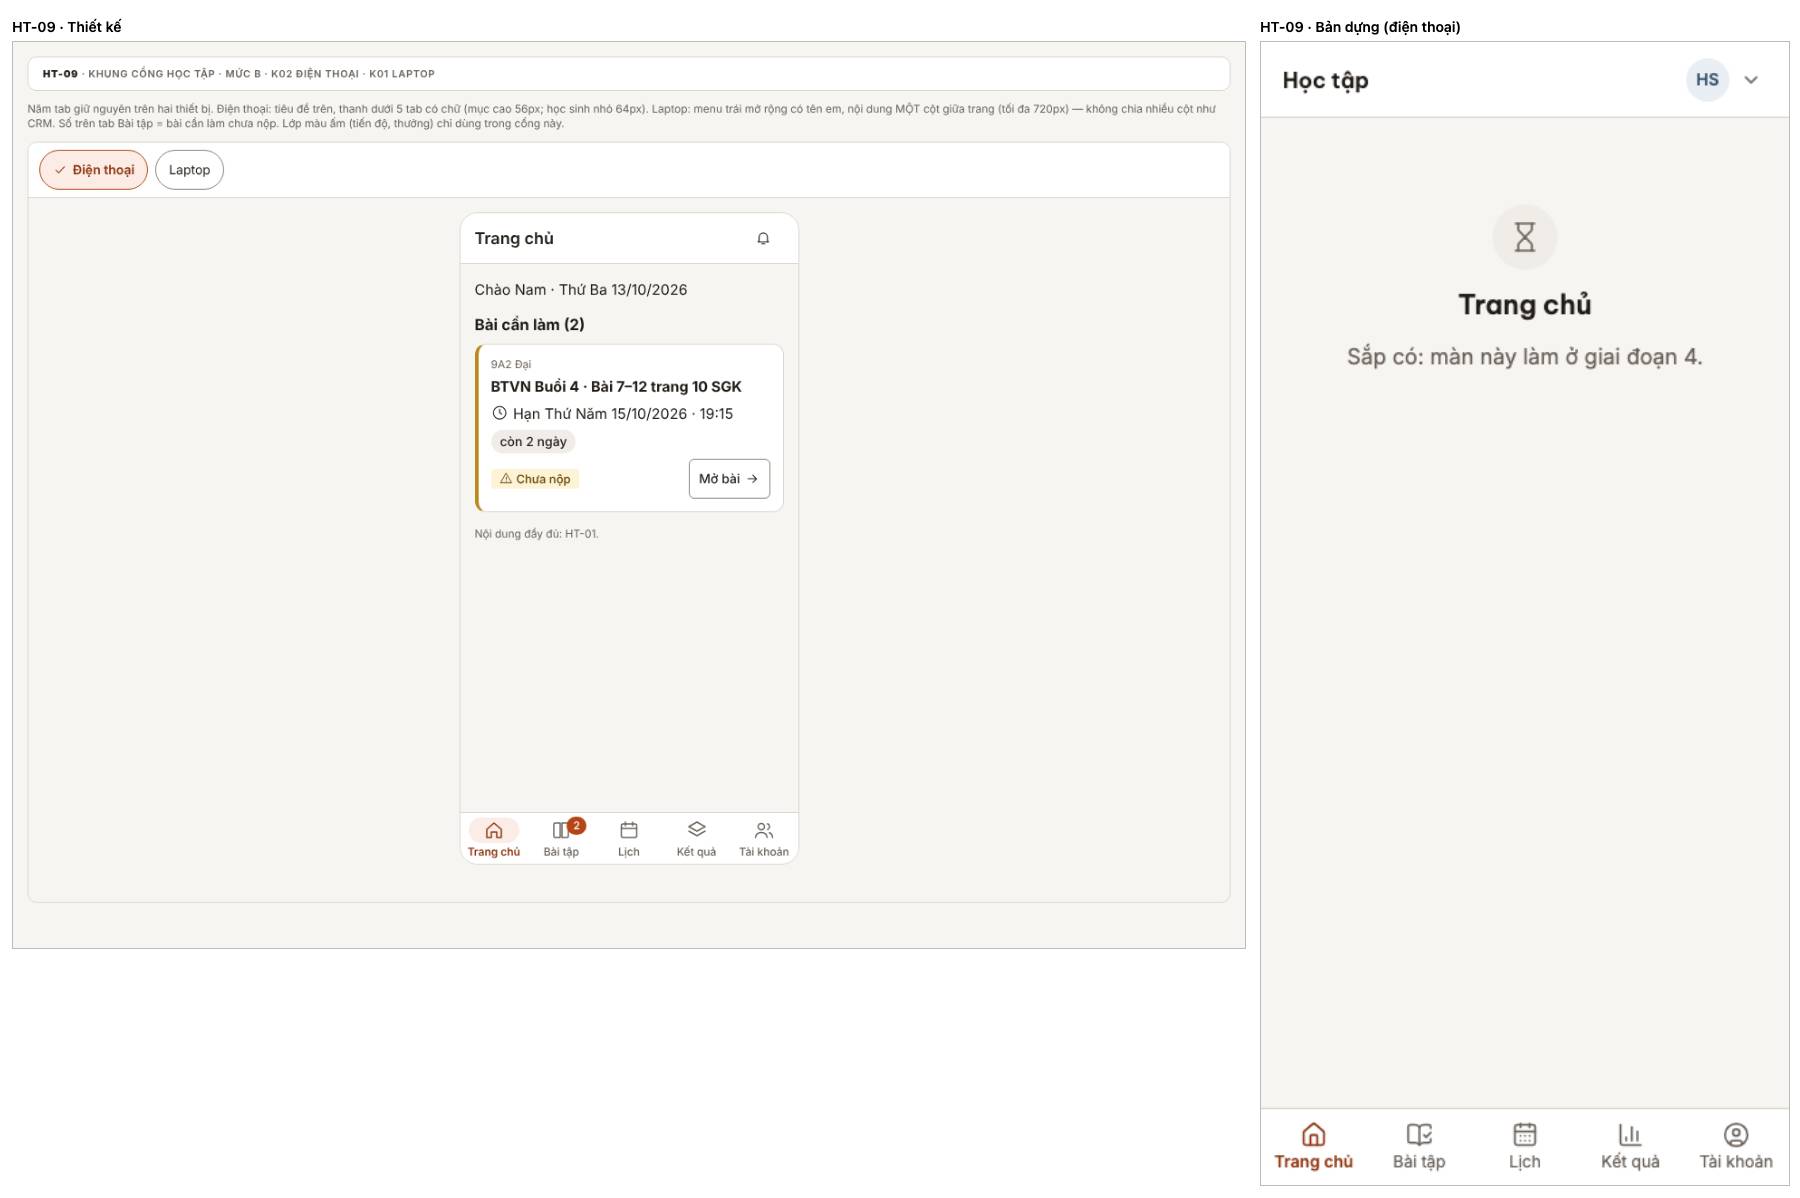 HT-09 · Thiết kế
HT-09 · KHUNG CỔNG HỌC TẬP · MỨC B · K02 ĐIỆN THOẠI · K01 LAPTOP
Năm tab giữ nguyên trên hai thiết bị. Điện thoại: tiêu đề trên, thanh dưới 5 tab có chữ (mục cao 56px; học sinh nhỏ 64px). Laptop: menu trái mở rộng có tên em, nội dung MỘT cột giữa trang (tối đa 720px) — không chia nhiều cột như
CRM. Số trên tab Bài tập = bài cần làm chưa nộp. Lớp màu ấm (tiến độ, thưởng) chỉ dùng trong cổng này.
Điện thoại
Laptop
Trang chủ
Chào Nam · Thứ Ba 13/10/2026
Bài cần làm (2)
9A2 Đại
BTVN Buổi 4 · Bài 7–12 trang 10 SGK
Hạn Thứ Năm 15/10/2026 · 19:15
còn 2 ngày
Chưa nộp
Mở bài →
Nội dung đầy đủ: HT-01.
2
Trang chủ
Bài tập
Lịch
Kết quả
Tài khoản
HT-09 · Bản dựng (điện thoại)
Học tập
HS
Trang chủ
Sắp có: màn này làm ở giai đoạn 4.
Trang chủ
Bài tập
Lịch
Kết quả
Tài khoản